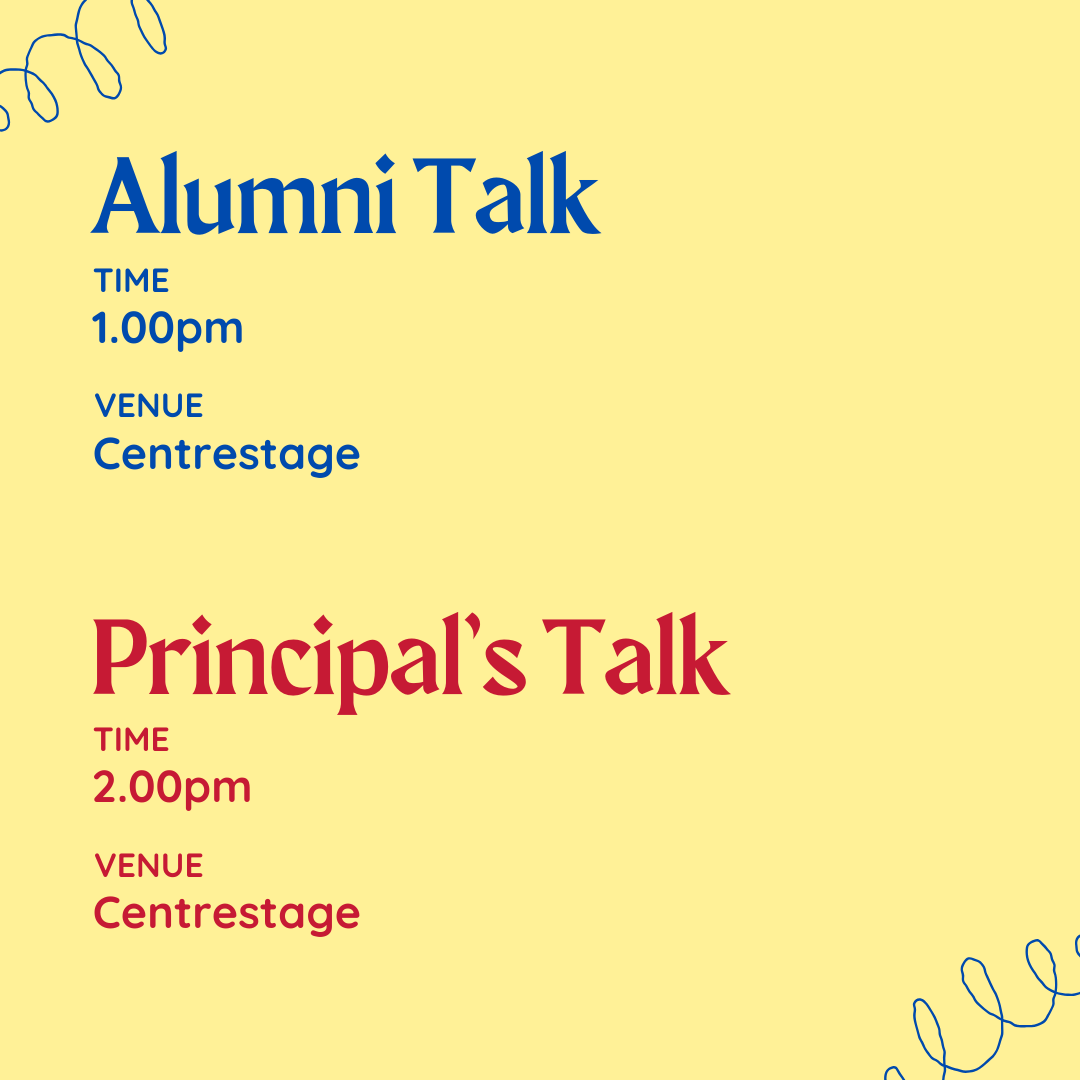 Alumni Talk
TIME
1.00pm
VENUE
Centrestage
Principal's Talk
TIME
2.00pm
VENUE
Centrestage